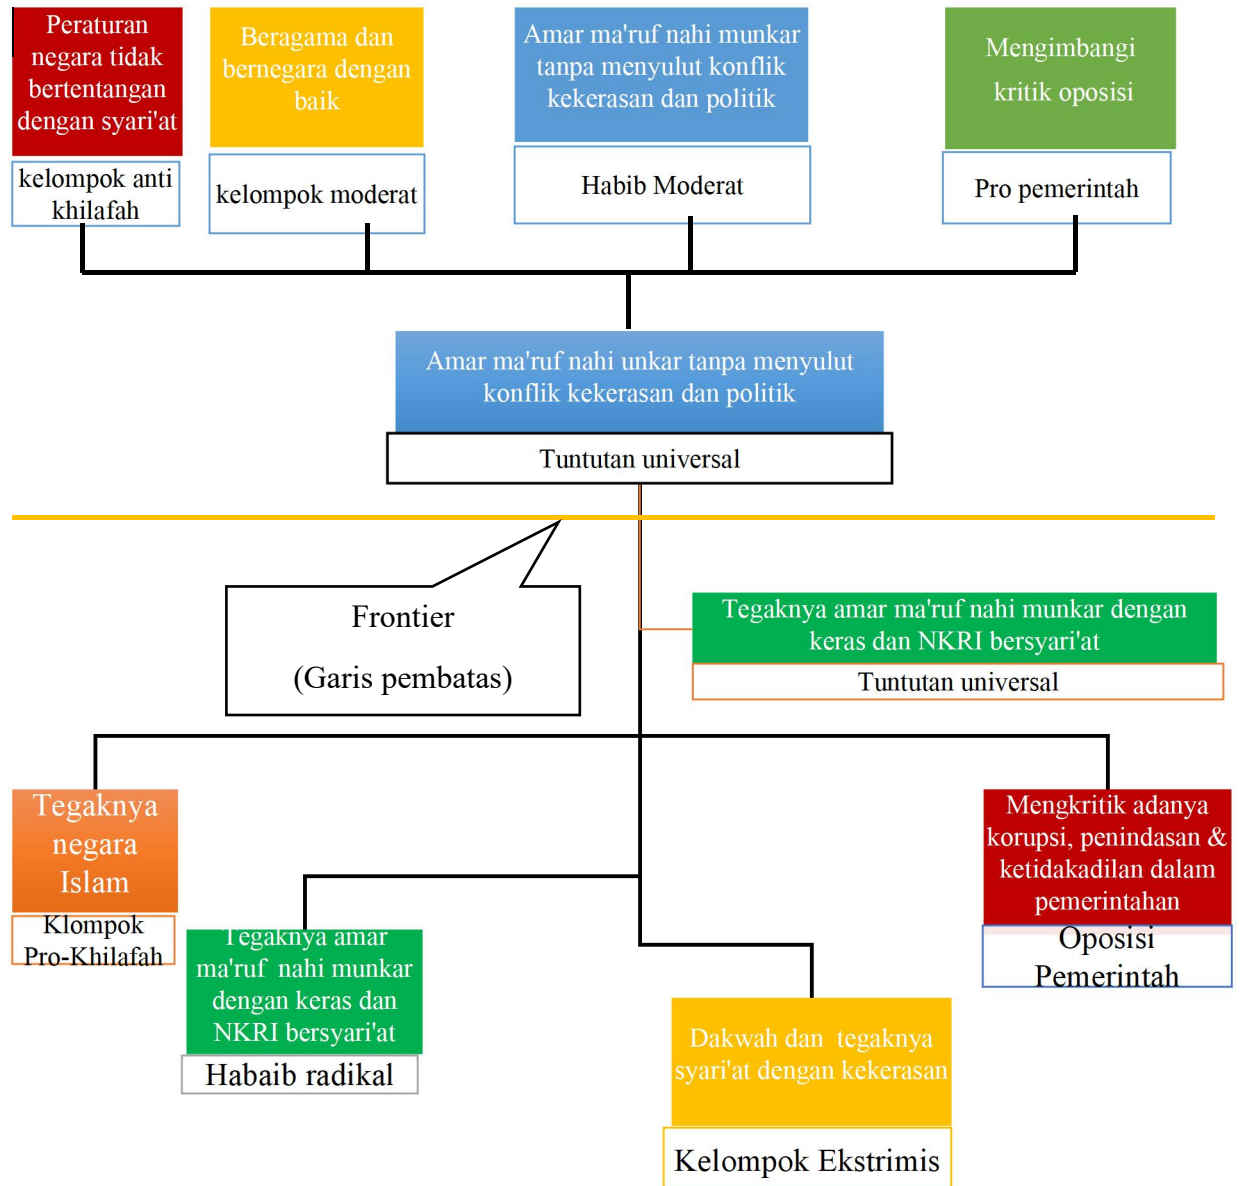 Peraturan
negara tidak
bertentangan
dengan syari'at
kelompok anti
khilafah
Beragama dan
bernegara dengan
baik
kelompok moderat
Amar ma'ruf nahi munkar
tanpa menyulut konflik
kekerasan dan politik
Habib Moderat
Mengimbangi
kritik oposisi
Pro pemerintah
Amar ma'ruf nahi unkar tanpa menyulut
konflik kekerasan dan politik
Tuntutan universal
Frontier
(Garis pembatas)
Tegaknya amar ma'ruf nahi munkar dengan
keras dan NKRI bersyari'at
Tuntutan universal
Tegaknya
negara
Islam
Klompok
Pro-Khilafah
Tegaknya amar
ma'ruf nahi munkar
dengan keras dan
NKRI bersyari'at
Habaib radikal
Dakwah dan tegaknya
syari'at dengan kekerasan
Kelompok Ekstrimis
Mengkritik adanya
korupsi, penindasan &
ketidakadilan dalam
pemerintahan
Oposisi
Pemerintah